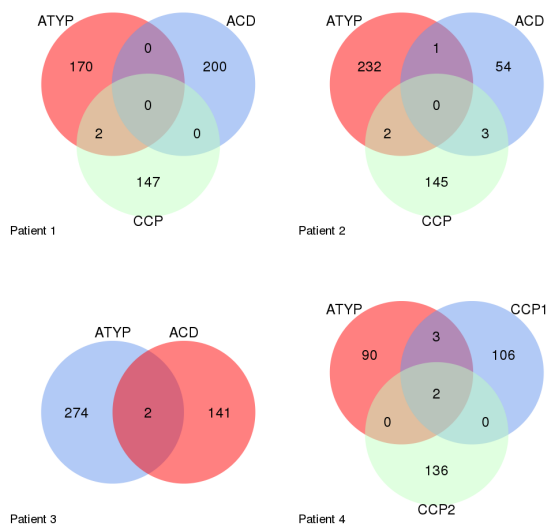 ATYP ACD
0
170 200
0
2 0
147
CCP
Patient 1
ATYP ACD
1
232 54
0
2 3
145
CCP
Patient 2
ATYP ACD
274 2 141
Patient 3
ATYP CCP1
3
90 106
2
0 0
136
CCP2
Patient 4